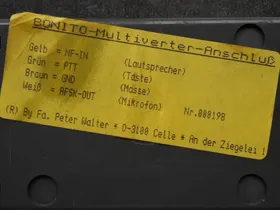 BONITO-Multiverter-Anschluß
Gelb = NF-IN (Lautsprecher)
Grün = PTT (Taste)
Braun = GND (Masse)
Weiß = AFSK-OUT (Mikrofon) Nr.000198
(R) By Fa. Peter Walter * D-3100 Celle * An der Ziegelei !